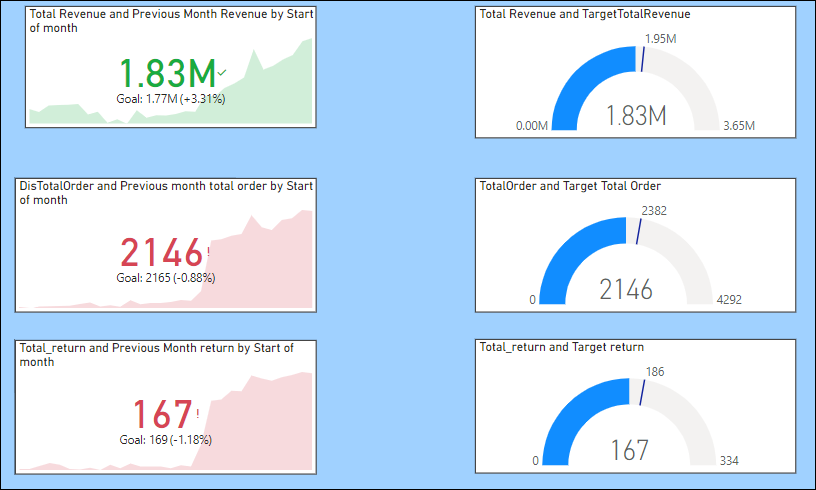 Total Revenue and Previous Month Revenue by Start
of month
1.83M✓
Goal: 1.77M (+3.31%)
Total Revenue and TargetTotalRevenue
1.95M
1.83M
0.00M
3.65M
DisTotalOrder and Previous month total order by Start
of month
2146!
Goal: 2165 (-0.88%)
TotalOrder and Target Total Order
2382
2146
0
4292
Total_return and Previous Month return by Start of
month
167!
Goal: 169 (-1.18%)
Total_return and Target return
186
167
0
334